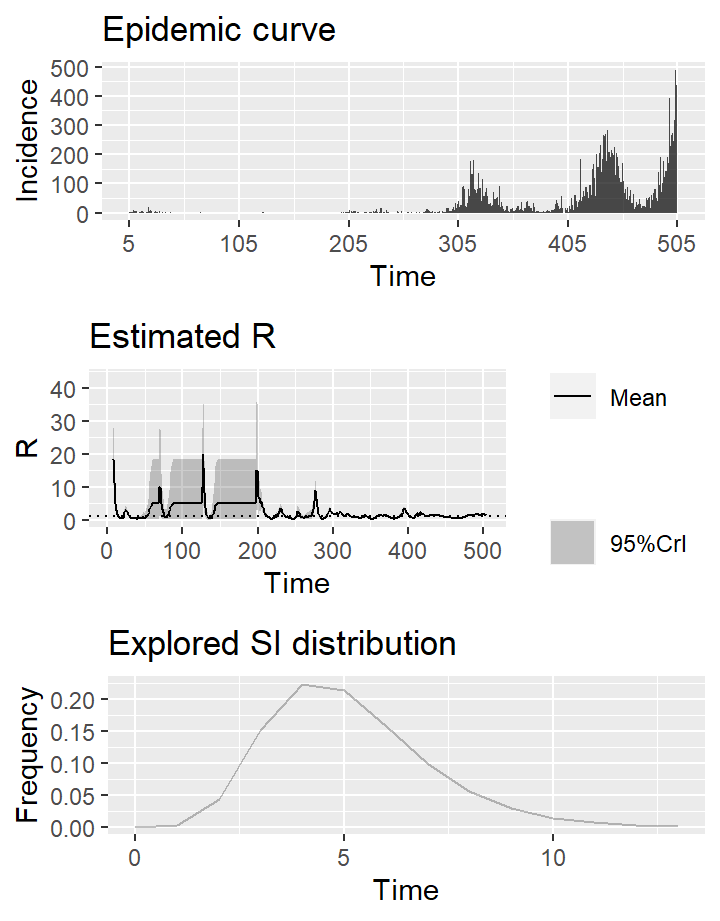 Epidemic curve
Incidence
500
400
300
200
100
0
5 105 205 305 405 505
Time
Estimated R
R
40
30
20
10
0
0 100 200 300 400 500
Time
Mean
95%CrI
Explored SI distribution
Frequency
0.20
0.15
0.10
0.05
0.00
0 5 10
Time